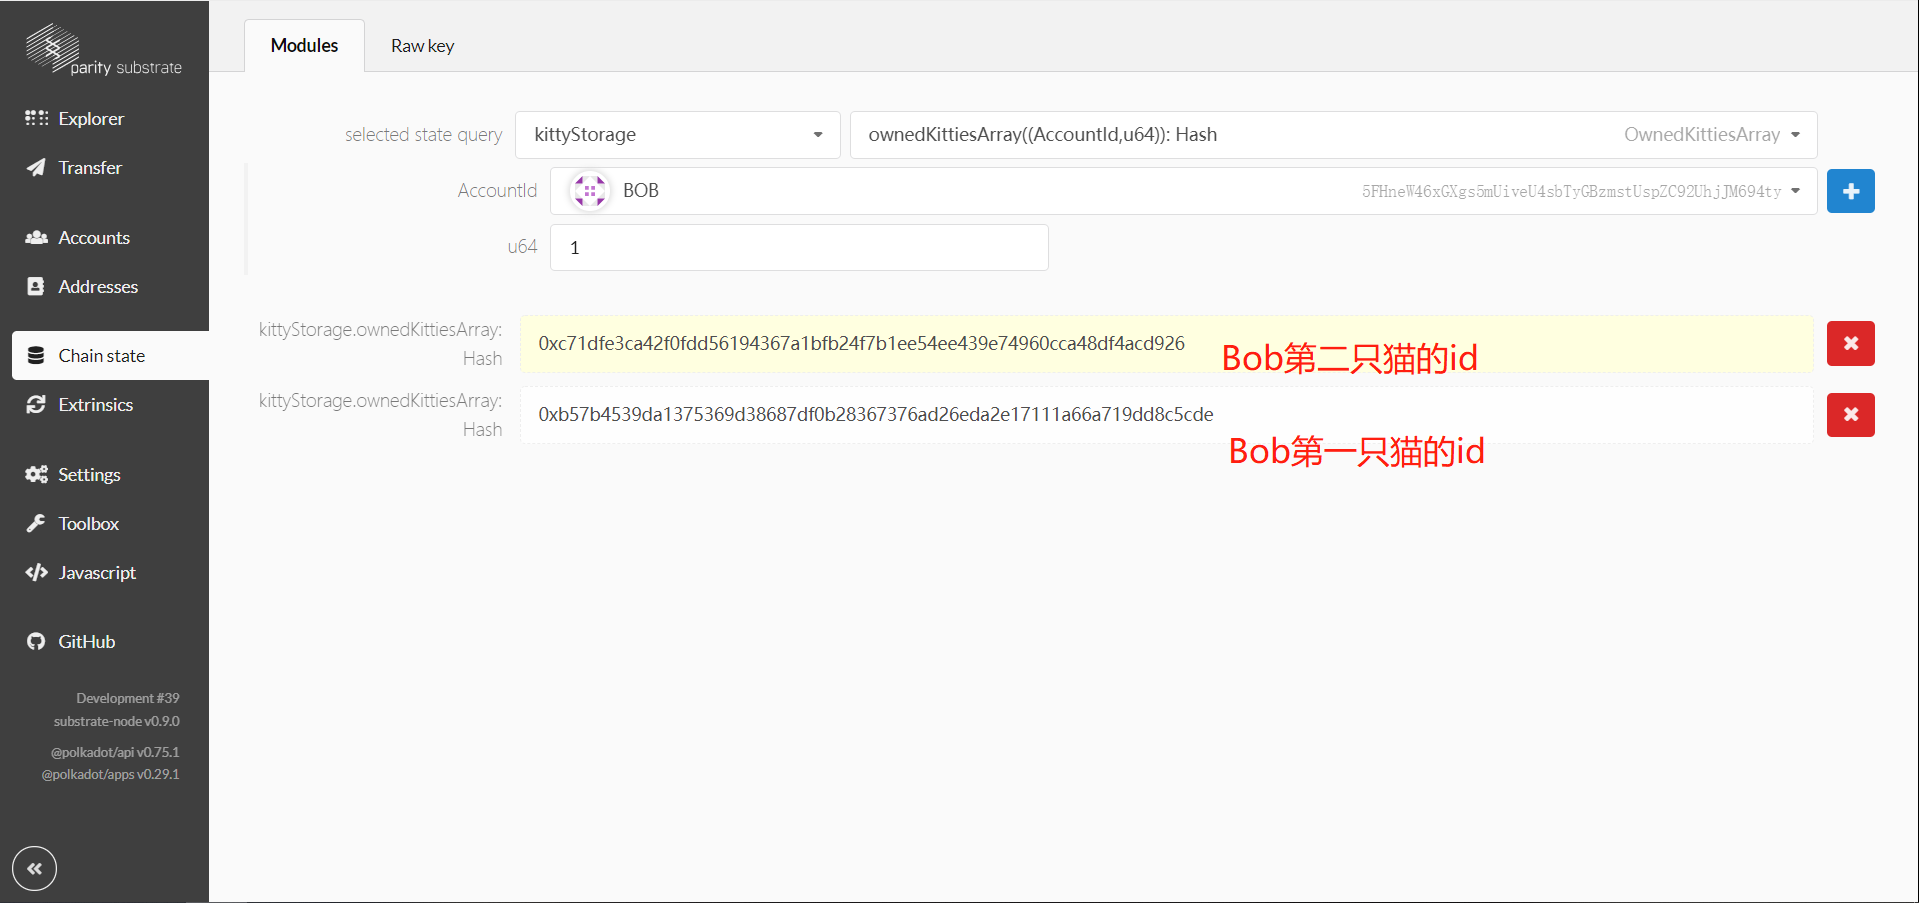 parity substrate
Explorer
Transfer
Accounts
Addresses
Chain state
Extrinsics
Settings
Toolbox
Javascript
GitHub
Development #39
substrate-node v0.9.0
@polkadot/api v0.75.1
@polkadot/apps v0.29.1
Modules Raw key
selected state query kittyStorage ownedKittiesArray((AccountId,u64)): Hash OwnedKittiesArray
AccountId BOB 5FHneW46xGXgs5mUiveU4sbTyGBzmstUspZC92UhjJM694ty
u64 1
kittyStorage.ownedKittiesArray:
Hash
0xc71dfe3ca42f0fdd56194367a1bfb24f7b1ee54ee439e74960cca48df4acd926
Bob第二只猫的id
kittyStorage.ownedKittiesArray:
Hash
0xb57b4539da1375369d38687df0b28367376ad26eda2e17111a66a719dd8c5cde
Bob第一只猫的id